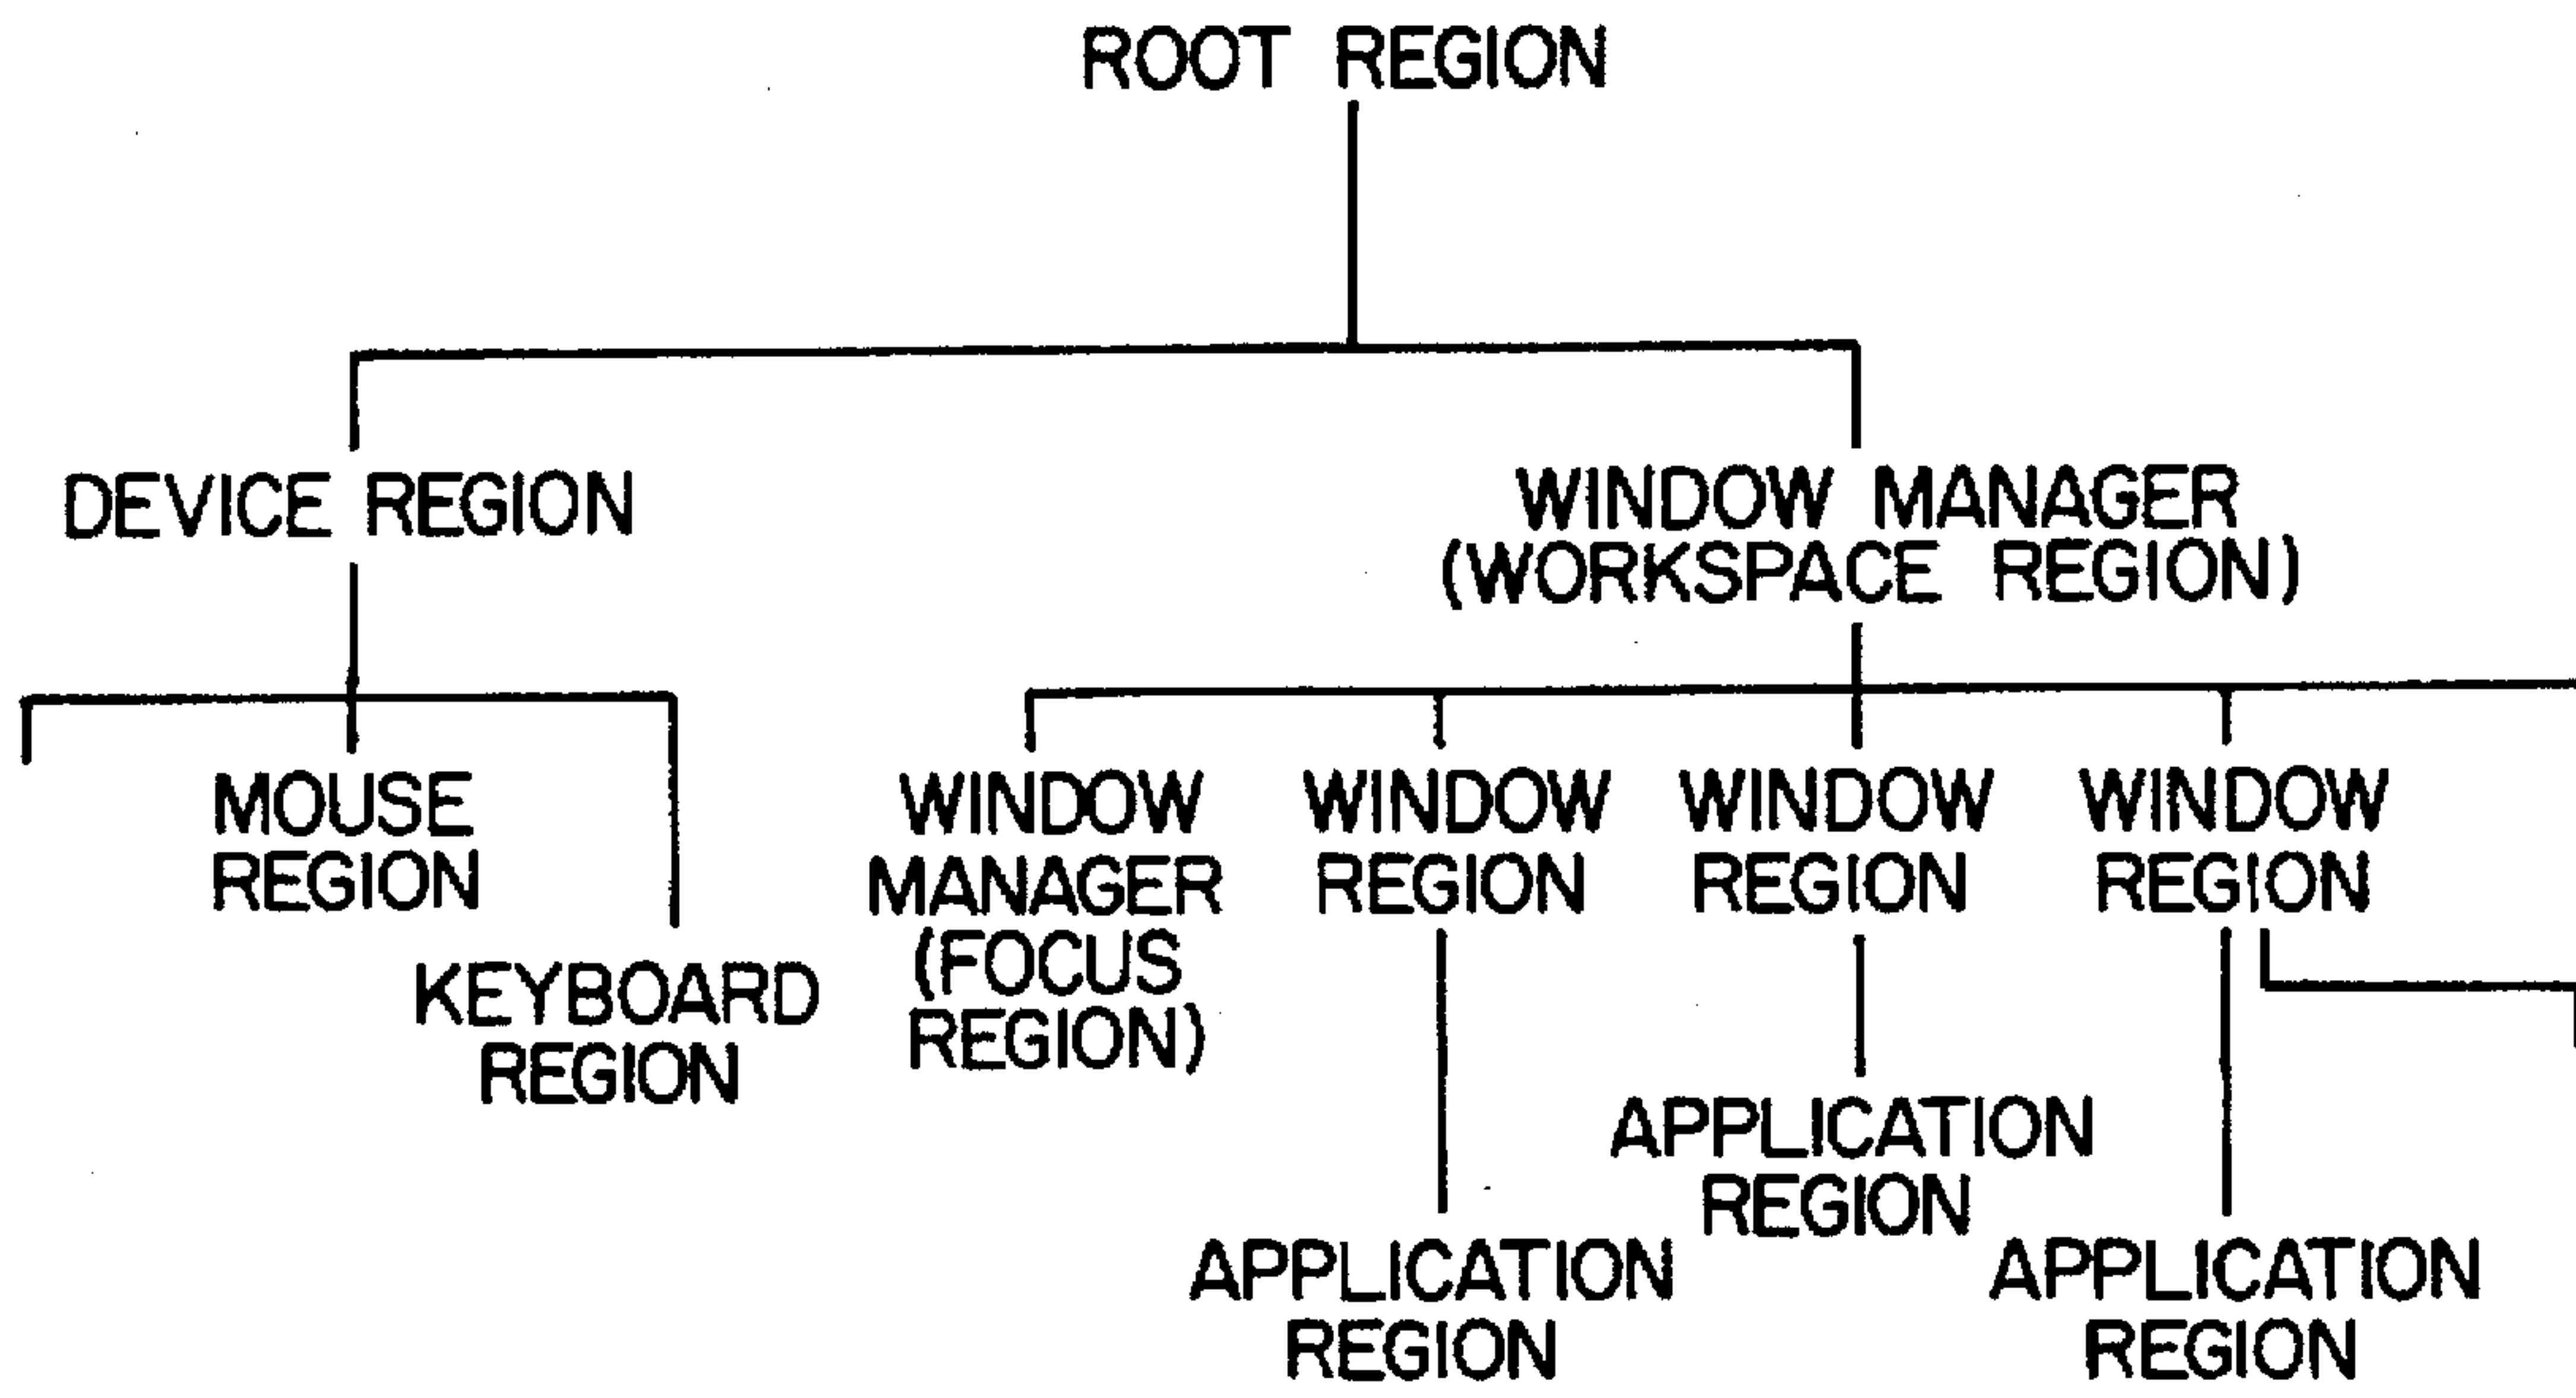 ROOT REGION
DEVICE REGION
WINDOW MANAGER
(WORKSPACE REGION)
MOUSE
REGION
KEYBOARD
REGION
WINDOW
MANAGER
(FOCUS
REGION)
WINDOW
REGION
WINDOW
REGION
WINDOW
REGION
APPLICATION
REGION
APPLICATION
REGION
APPLICATION
REGION